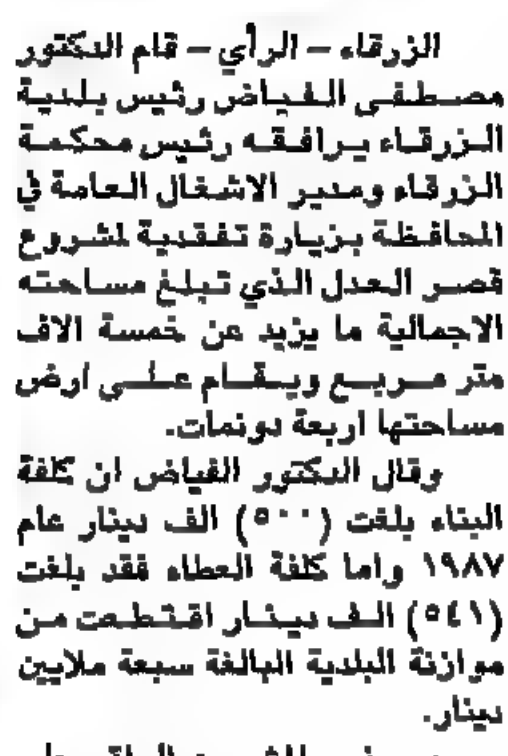 الزرقاء – الرأي – قام الدكتور
مصطفى الفياض رئيس بلدية
الزرقاء يرافقه رئيس محكمة
الزرقاء ومدير الاشغال العامة في
المحافظة بزيارة تفقدية لمشروع
قصر العدل الذي تبلغ مساحته
الاجمالية ما يزيد عن خمسة الاف
متر مربع ويقام على ارض
مساحتها اربعة دونمات.
وقال الدكتور الفياض ان كلفة
البناء بلغت (٥٠٠) الف دينار عام
١٩٨٧ واما كلفة العطاء فقد بلغت
(٥٤١) الف دينار اقتطعت من
موازنة البلدية البالغة سبعة ملايين
دينار.